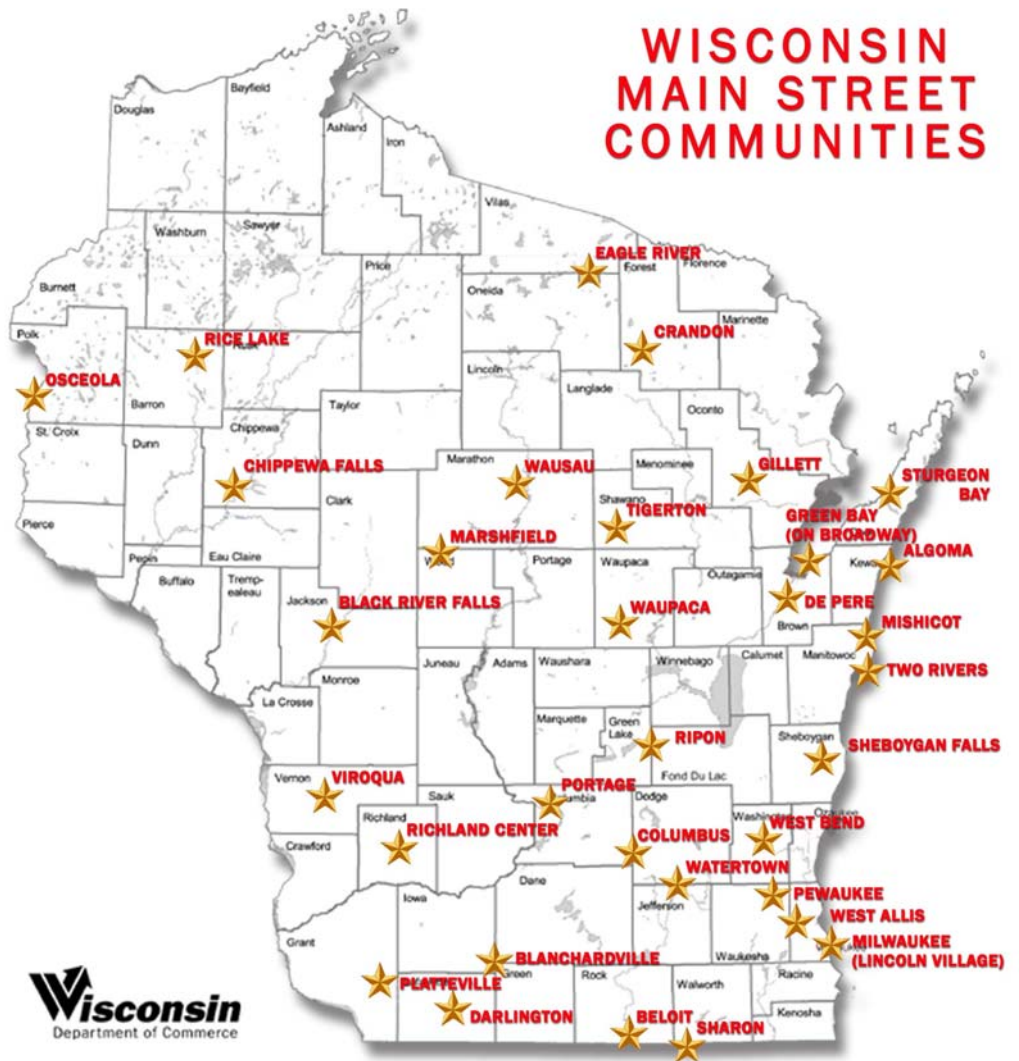 WISCONSIN
MAIN STREET
COMMUNITIES
Bayfield
Douglas
Ashland
Iron
Vilas
Washburn
Sawyer
EAGLE RIVER
Price
Forest
Florence
Burnett
Oneida
Marinette
Polk
RICE LAKE
CRANDON
OSCEOLA
Lincoln
Langlade
Barron
Taylor
Oconto
St. Croix
Chippewa
Dunn
Marathon
Menominee
CHIPPEWA FALLS
WAUSAU
GILLETT
STURGEON
BAY
Clark
Shawano
TIGERTON
GREEN BAY
(ON BROADWAY)
Pierce
MARSHFIELD
ALGOMA
Pepin
Eau Claire
Portage
Waupaca
Outagamie
Buffalo
Tremp-
ealeau
Jackson
BLACK RIVER FALLS
WAUPACA
DE PERE
Brown
MISHICOT
Juneau
Adams
Waushara
Winnebago
Calumet
Manitowoc
TWO RIVERS
Monroe
La Crosse
Marquette
Green
Lake
RIPON
Sheboygan
SHEBOYGAN FALLS
Fond Du Lac
Vernon
VIROQUA
PORTAGE
Sauk
Dodge
Richland
RICHLAND CENTER
COLUMBUS
WEST BEND
Crawford
WATERTOWN
Dane
PEWAUKEE
Iowa
Jefferson
WEST ALLIS
Grant
MILWAUKEE
(LINCOLN VILLAGE)
Waukesha
BLANCHARDVILLE
Green
Rock
Racine
PLATTEVILLE
Walworth
DARLINGTON
BELOIT
Kenosha
SHARON
Wisconsin
Department of Commerce